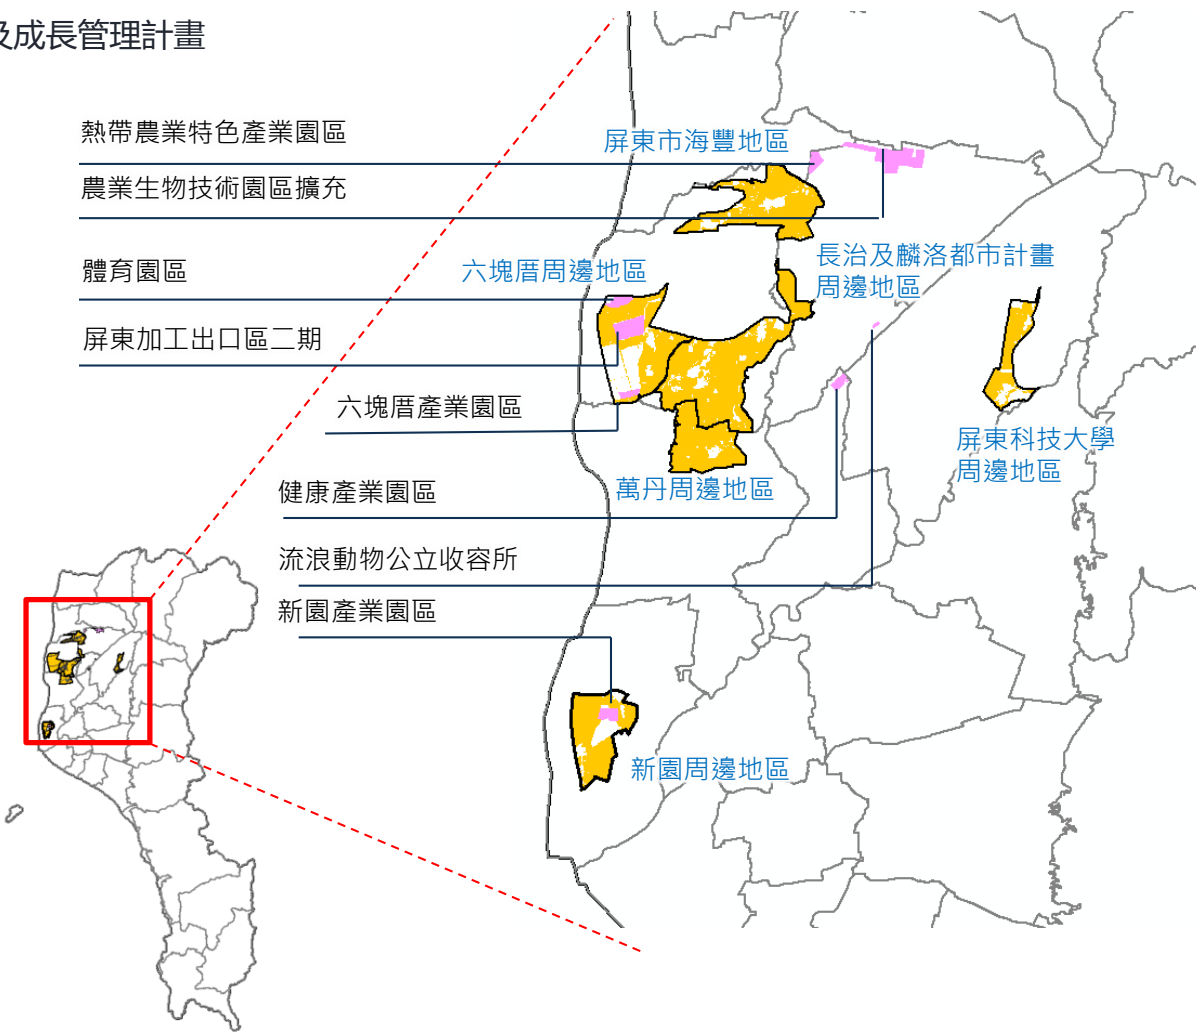 及成長管理計畫
熱帶農業特色產業園區
屏東市海豐地區
農業生物技術園區擴充
體育園區
六塊厝周邊地區
長治及麟洛都市計畫
周邊地區
屏東加工出口區二期
六塊厝產業園區
屏東科技大學
周邊地區
健康產業園區
萬丹周邊地區
流浪動物公立收容所
新園產業園區
新園周邊地區